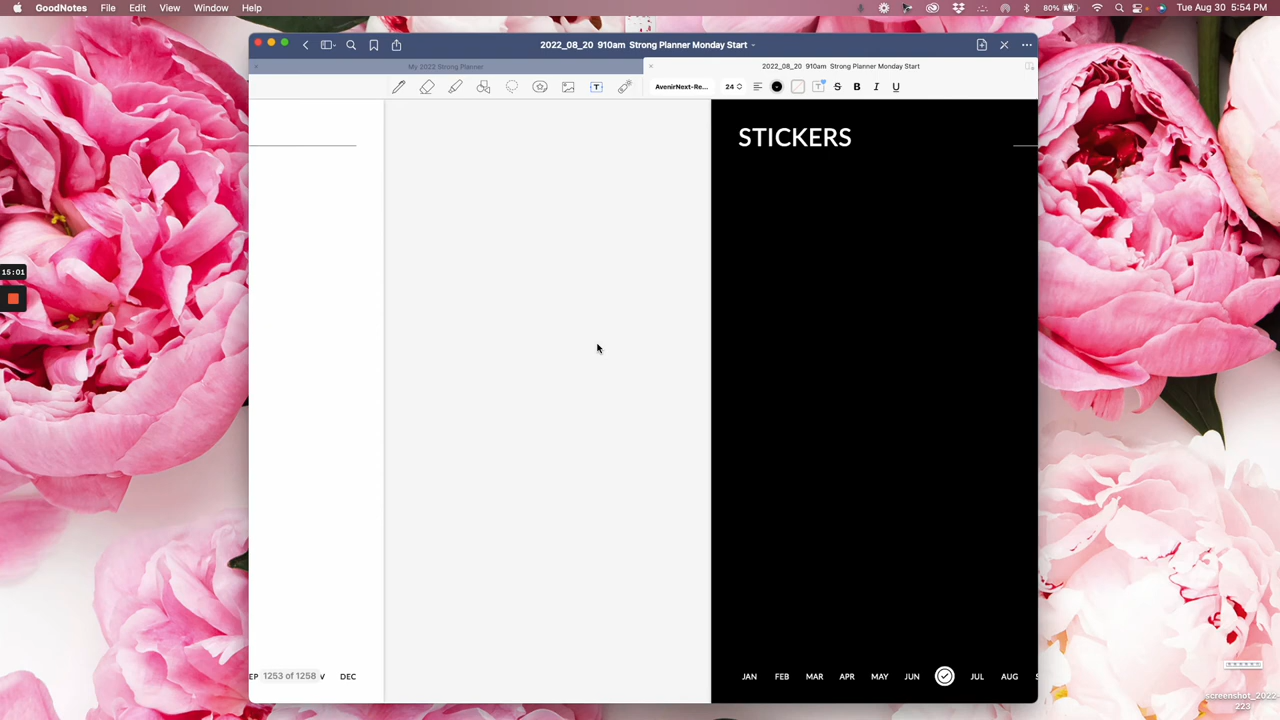 GoodNotes File Edit View Window Help
80% Tue Aug 30 5:54 PM
2022_08_20 910am Strong Planner Monday Start
My 2022 Strong Planner
2022_08_20 910am Strong Planner Monday Start
AvenirNext-Re... 24 T S B I U
STICKERS
15:01
EP 1253 of 1258 V DEC
JAN FEB MAR APR MAY JUN JUL AUG S
screenshot_2022-
223